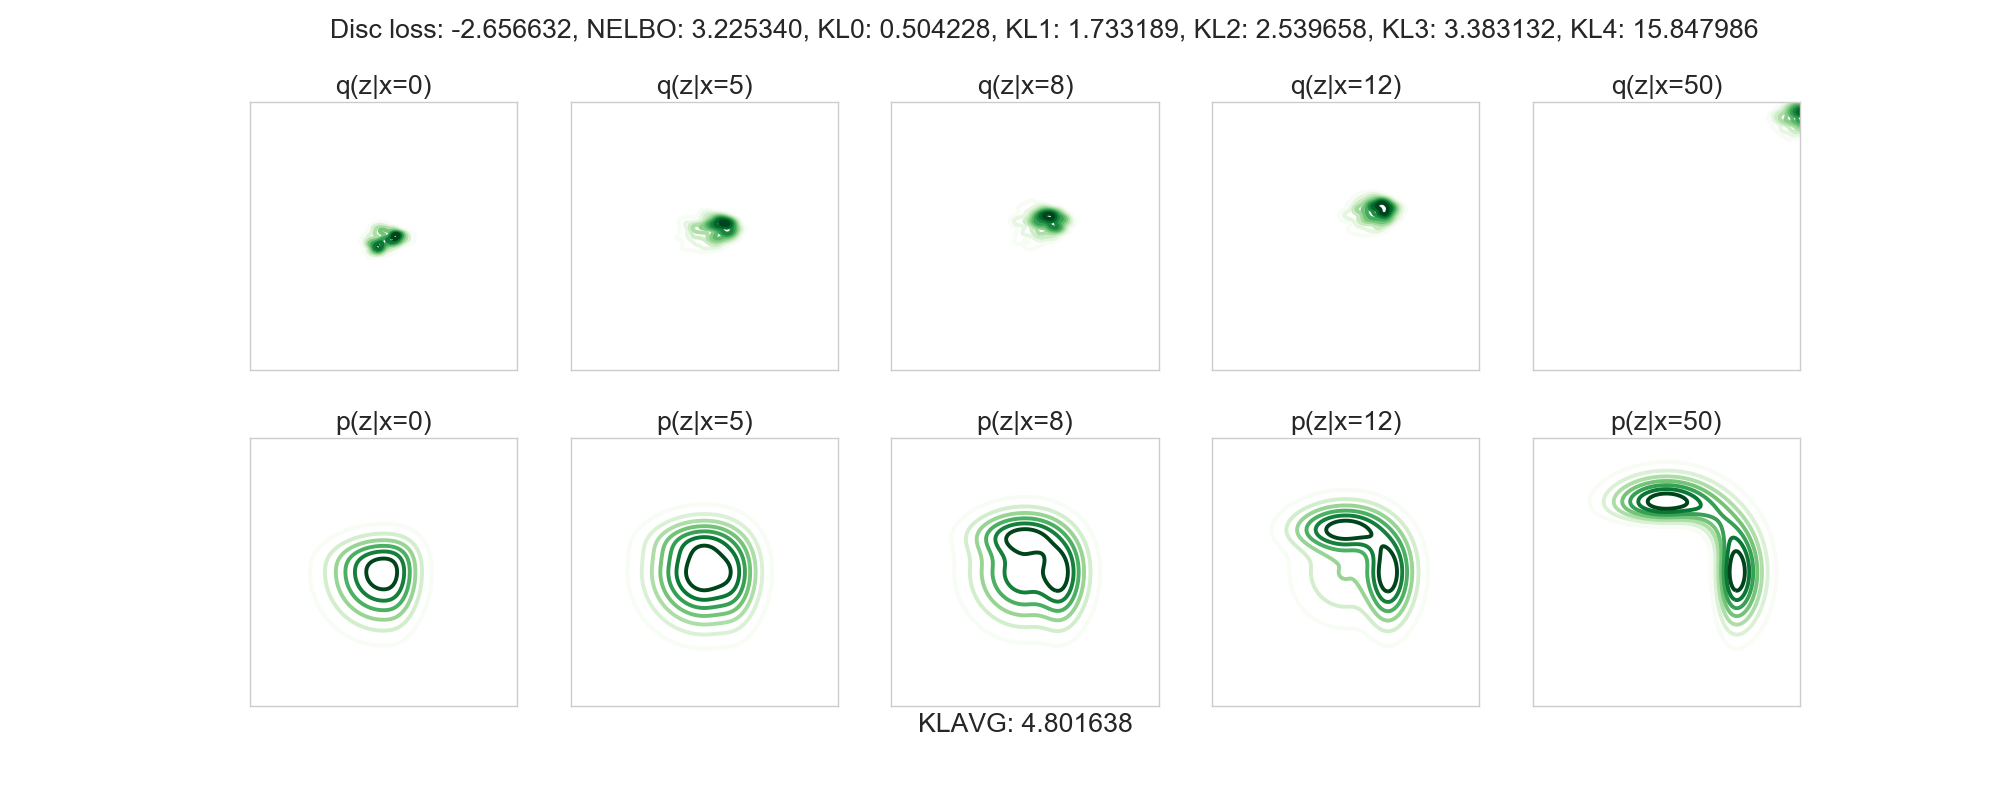 Disc loss: -2.656632, NELBO: 3.225340, KL0: 0.504228, KL1: 1.733189, KL2: 2.539658, KL3: 3.383132, KL4: 15.847986
q(z|x=0) q(z|x=5) q(z|x=8) q(z|x=12) q(z|x=50)
p(z|x=0) p(z|x=5) p(z|x=8) p(z|x=12) p(z|x=50)
KLAVG: 4.801638